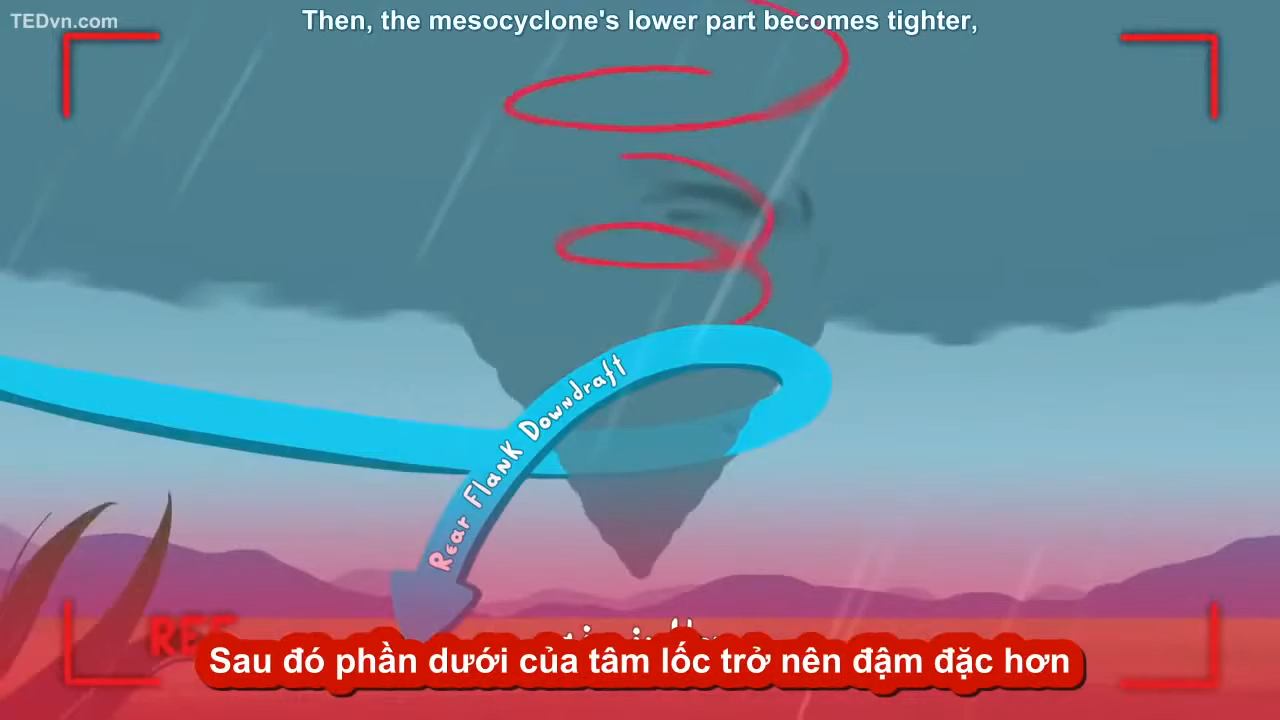 TEDvn.com
Then, the mesocyclone's lower part becomes tighter,
Rear Flank Downdraft
Sau đó phần dưới của tâm lốc trở nên đậm đặc hơn